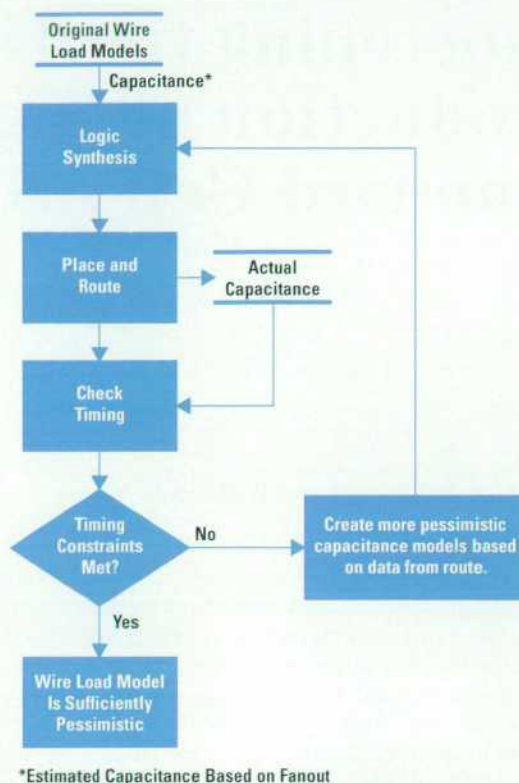 Original Wire
Load Models
Capacitance*
Logic
Synthesis
Place and
Route
Actual
Capacitance
Check
Timing
Timing
Constraints
Met?
No
Create more pessimistic
capacitance models based
on data from route.
Yes
Wire Load Model
Is Sufficiently
Pessimistic
*Estimated Capacitance Based on Fanout